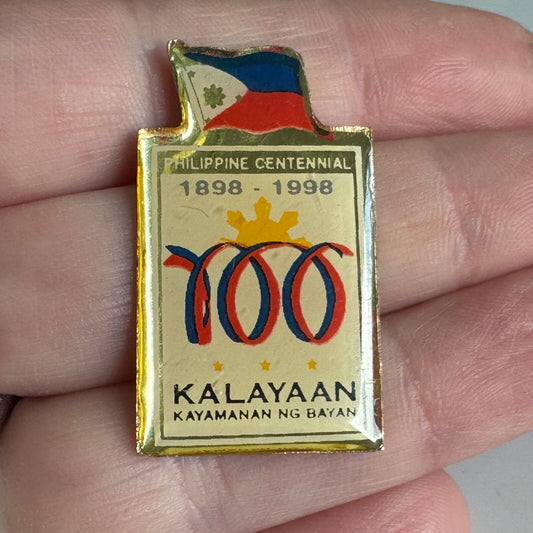 PHILIPPINE CENTENNIAL
1898 - 1998
100
KALAYAAN
KAYAMANAN NG BAYAN